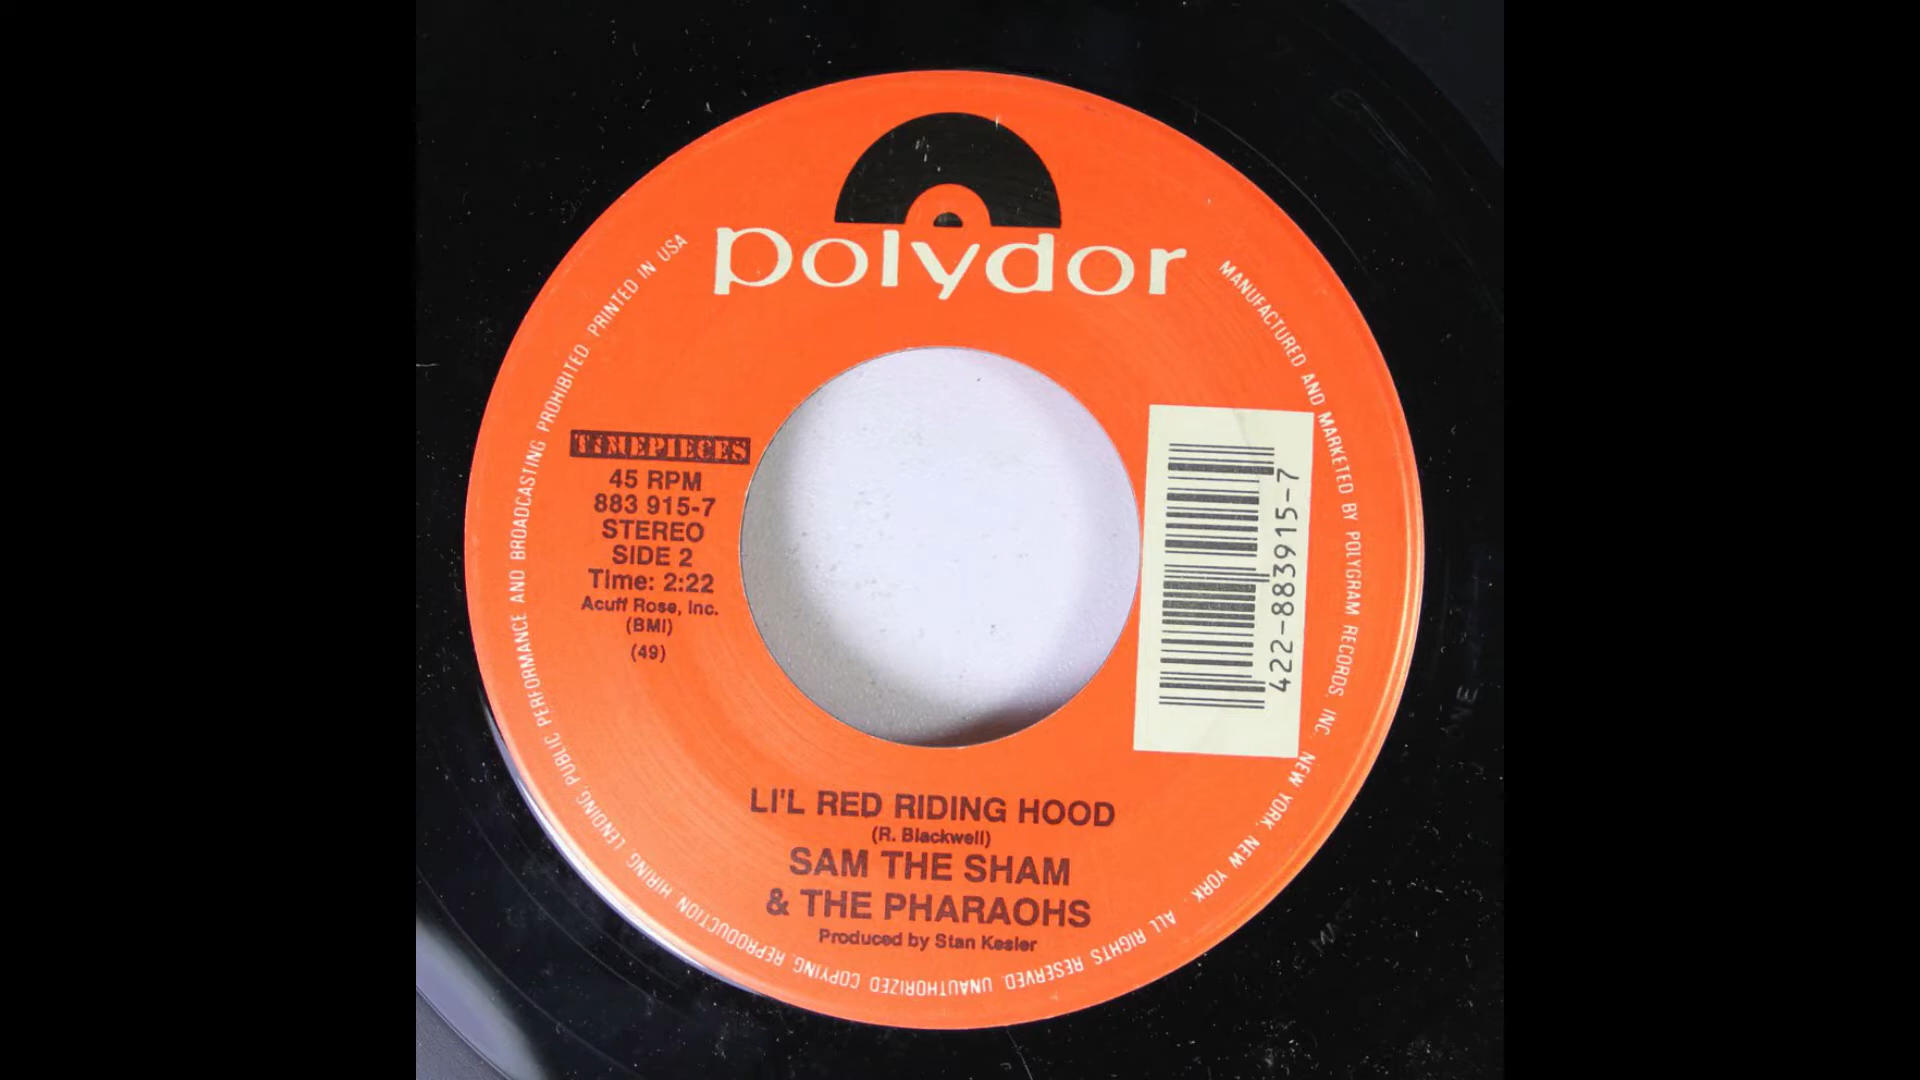 polydor
TIMEPIECES
45 RPM
883 915-7
STEREO
SIDE 2
Time: 2:22
Acuff Rose, Inc.
(BMI)
(49)
422-883915-7
LI'L RED RIDING HOOD
(R. Blackwell)
SAM THE SHAM
& THE PHARAOHS
Produced by Stan Kesler
MANUFACTURED AND MARKETED BY POLYGRAM RECORDS, INC. NEW YORK, NEW YORK. ALL RIGHTS RESERVED. UNAUTHORIZED COPYING, REPRODUCTION, HIRING, LENDING, PUBLIC PERFORMANCE AND BROADCASTING PROHIBITED. PRINTED IN USA